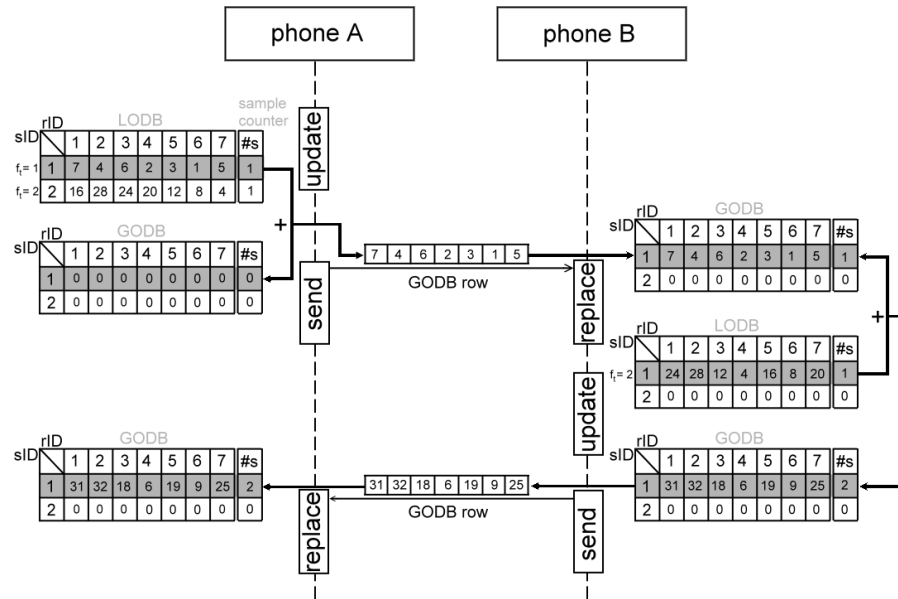 phone A
phone B
sample
counter
update
rID
LODB
sID
1 2 3 4 5 6 7 #s
fₜ= 1 1 7 4 6 2 3 1 5 1
fₜ= 2 2 16 28 24 20 12 8 4 1
+
rID
GODB
sID
1 2 3 4 5 6 7 #s
1 0 0 0 0 0 0 0 0
2 0 0 0 0 0 0 0 0
send
7 4 6 2 3 1 5
GODB row
replace
rID
GODB
sID
1 2 3 4 5 6 7 #s
1 7 4 6 2 3 1 5 1
2 0 0 0 0 0 0 0 0
+
rID
LODB
sID
1 2 3 4 5 6 7 #s
fₜ= 2 1 24 28 12 4 16 8 20 1
2 0 0 0 0 0 0 0 0
update
rID
GODB
sID
1 2 3 4 5 6 7 #s
1 31 32 18 6 19 9 25 2
2 0 0 0 0 0 0 0 0
replace
31 32 18 6 19 9 25
GODB row
send
rID
GODB
sID
1 2 3 4 5 6 7 #s
1 31 32 18 6 19 9 25 2
2 0 0 0 0 0 0 0 0